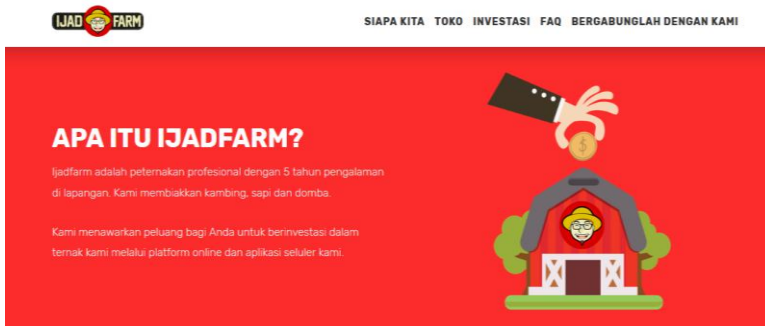 IJAD FARM
SIAPA KITA TOKO INVESTASI FAQ BERGABUNGLAH DENGAN KAMI
APA ITU IJADFARM?
Ijadfarm adalah peternakan profesional dengan 5 tahun pengalaman
di lapangan. Kami membiakkan kambing, sapi dan domba.
Kami menawarkan peluang bagi Anda untuk berinvestasi dalam
ternak kami melalui platform online dan aplikasi seluler kami.
$